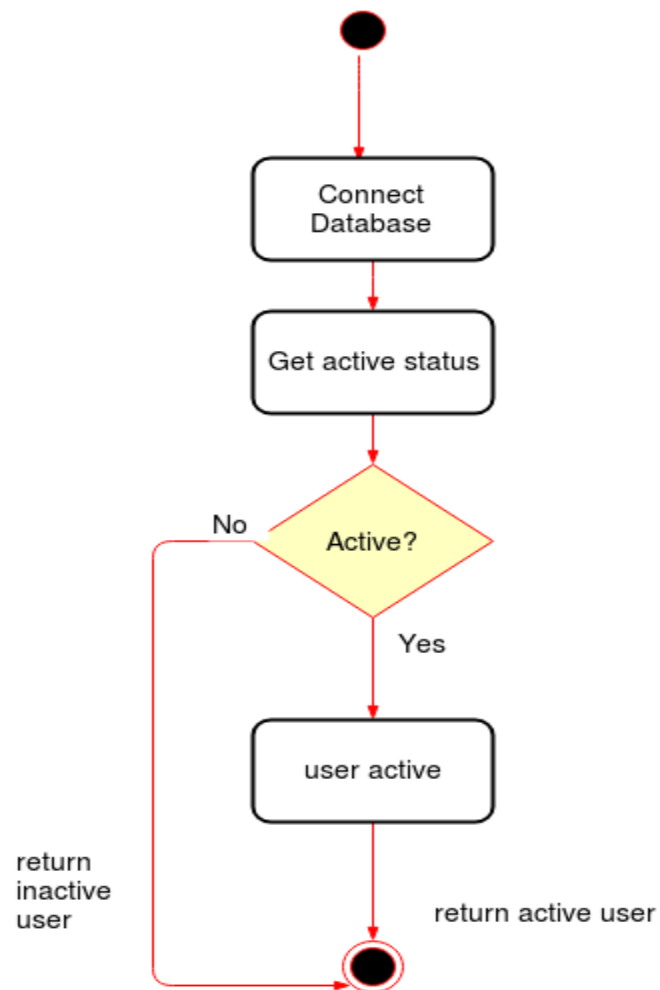 Connect
Database
Get active status
No
Active?
Yes
user active
return
inactive
user
return active user